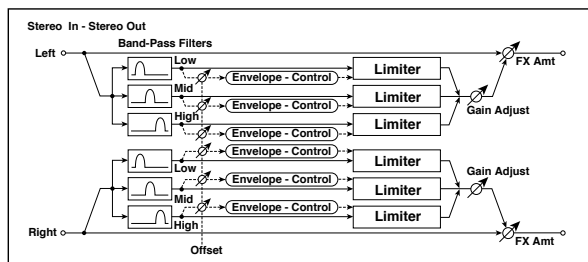 Stereo In - Stereo Out
Band-Pass Filters
Left
FX Amt
Low
Envelope - Control
Limiter
Mid
Envelope - Control
Limiter
Gain Adjust
High
Envelope - Control
Limiter
Envelope - Control
Low
Limiter
Gain Adjust
Envelope - Control
Mid
Limiter
Envelope - Control
High
Limiter
Right
FX Amt
Offset